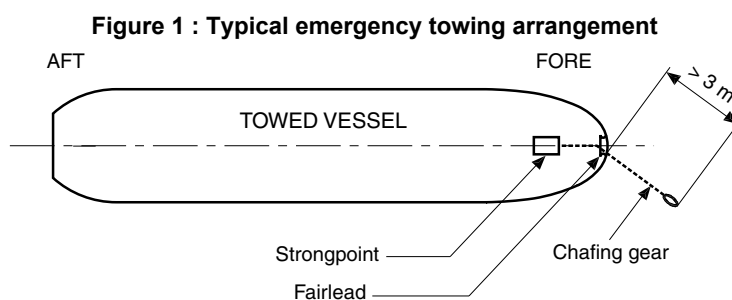 Figure 1 : Typical emergency towing arrangement
AFT
FORE
> 3 m
TOWED VESSEL
Strongpoint
Chafing gear
Fairlead